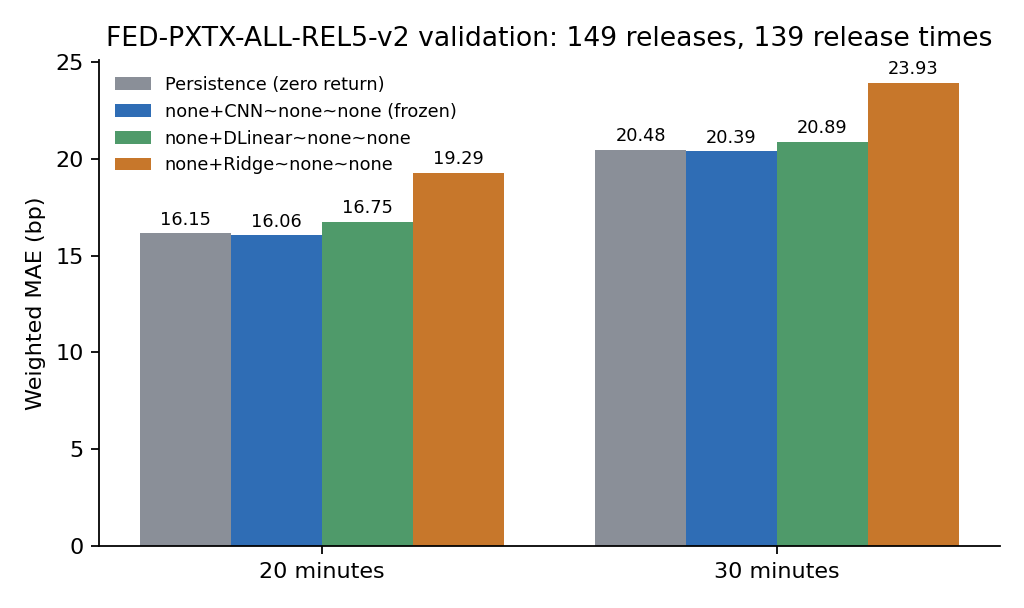 FED-PXTX-ALL-REL5-v2 validation: 149 releases, 139 release times
Weighted MAE (bp)
25
20
15
10
5
0
Persistence (zero return)
none+CNN~none~none (frozen)
none+DLinear~none~none
none+Ridge~none~none
16.15
16.06
16.75
19.29
20.48
20.39
20.89
23.93
20 minutes
30 minutes